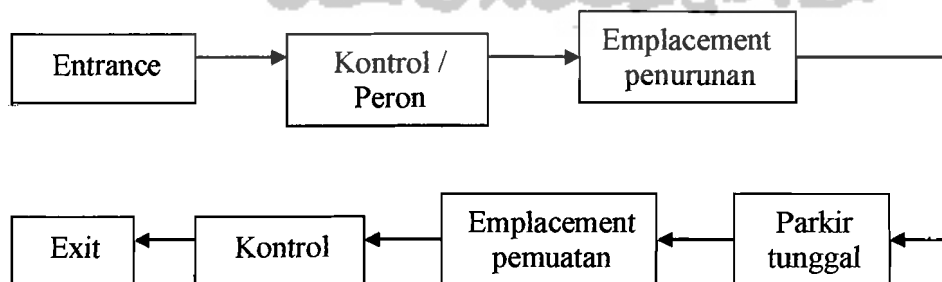 Entrance
Kontrol /
Peron
Emplacement
penurunan
Parkir
tunggal
Emplacement
pemuatan
Kontrol
Exit